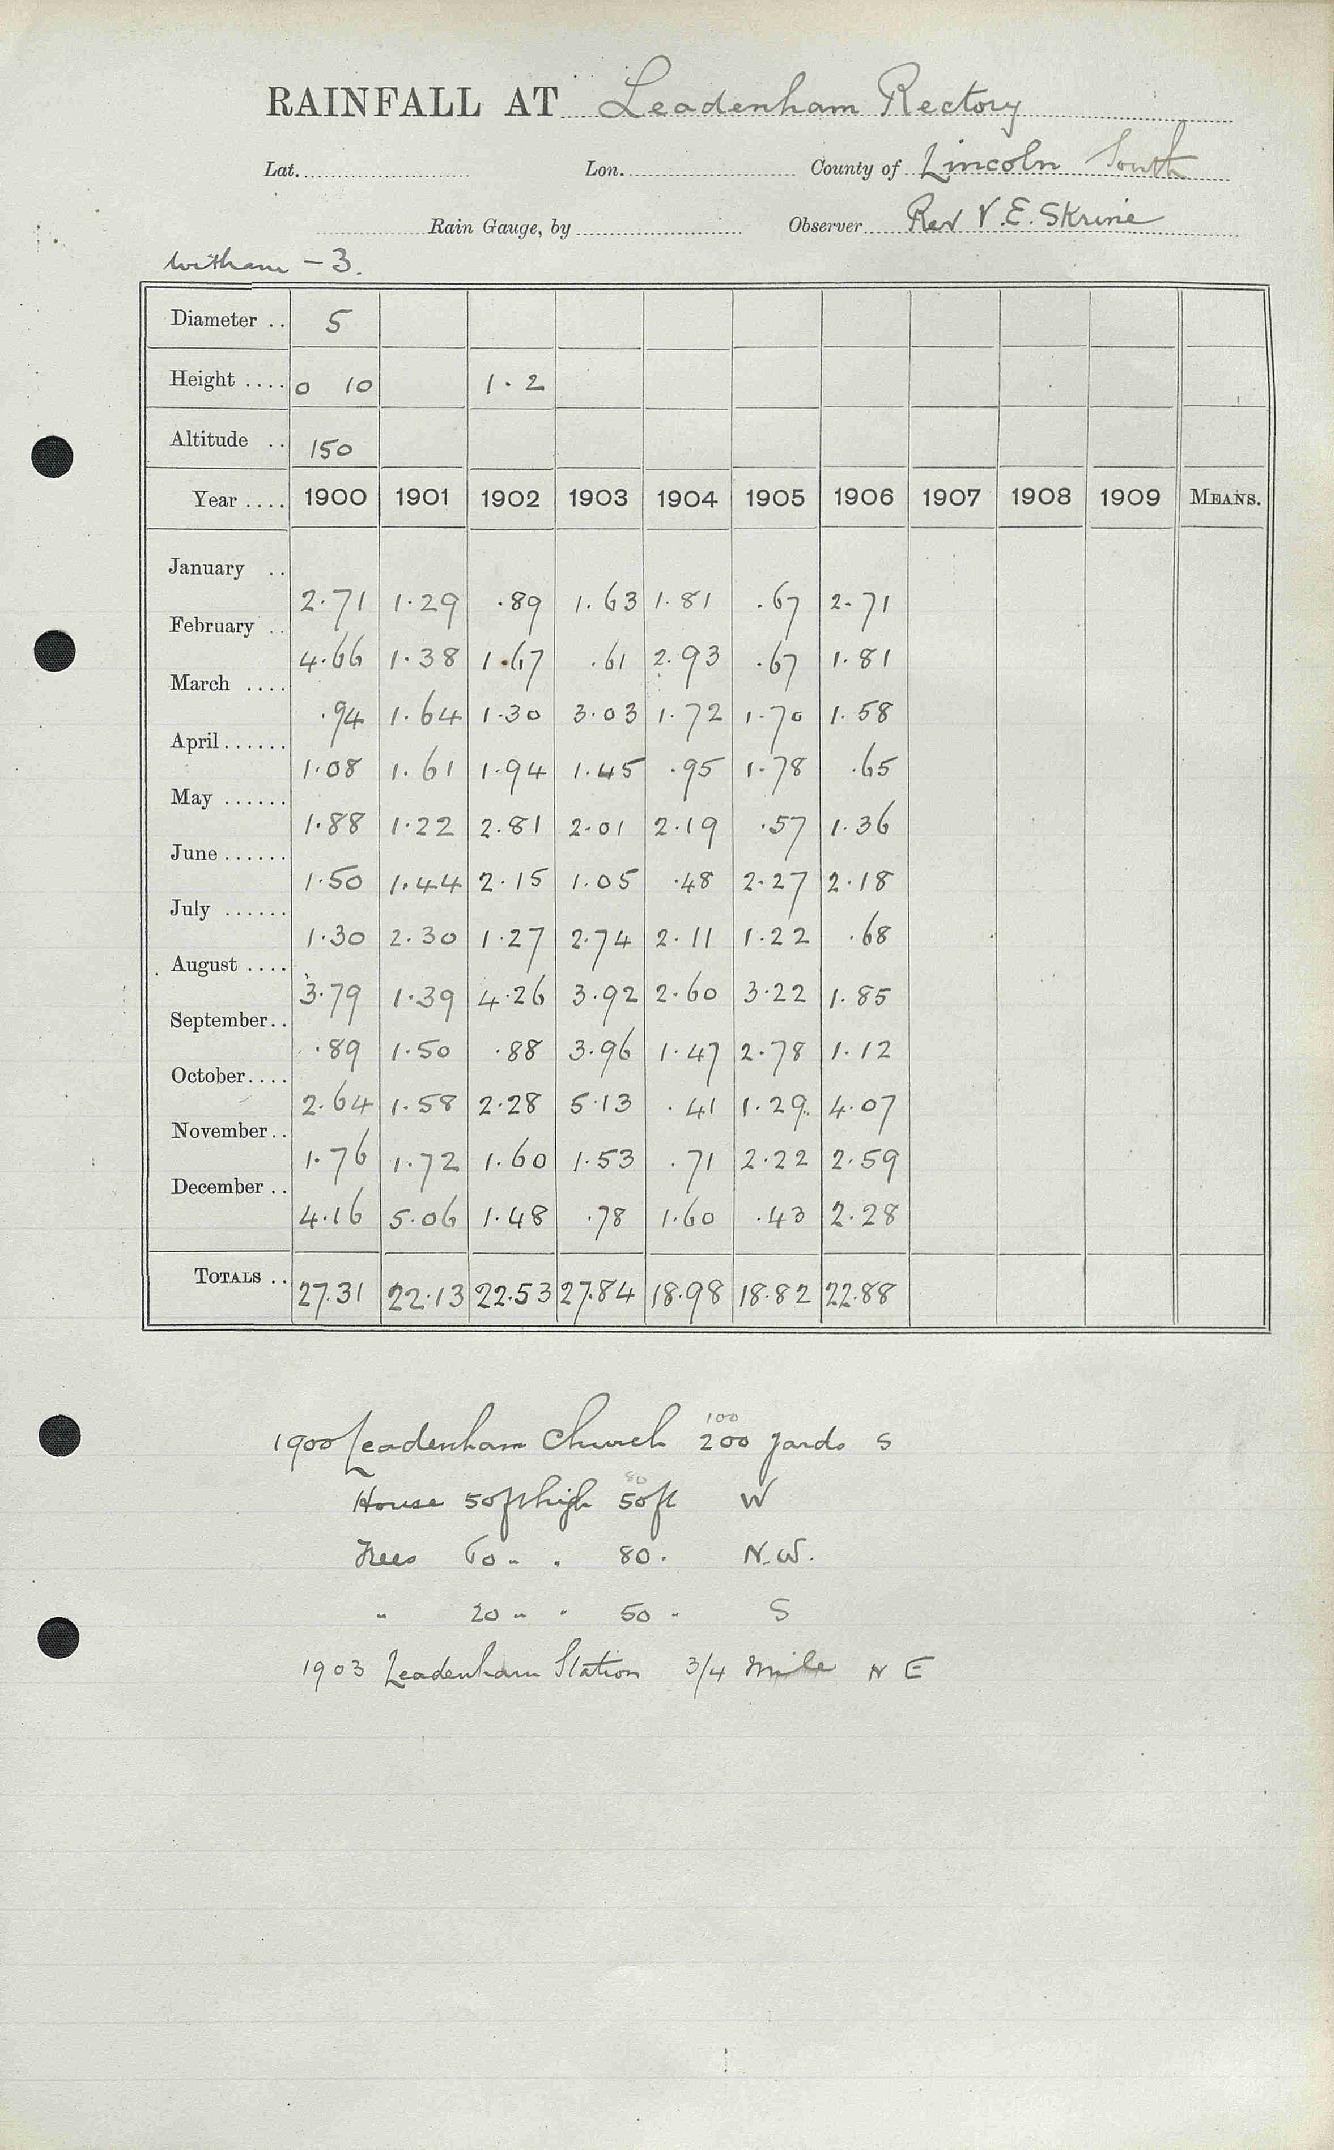 RAINFALL AT Leadenham Rectory
Lat. Lon. County of Lincoln South
Rain Gauge, by Observer Rev V. E. Skrine
Witham - 3.
Diameter .. 5
Height .... 0 10 1.2
Altitude .. 150
Year .... 1900 1901 1902 1903 1904 1905 1906 1907 1908 1909 MEANS.
January .. 2.71 1.29 .89 1.63 1.81 .67 2.71
February .. 4.66 1.38 1.67 .61 2.93 .67 1.81
March .... .94 1.64 1.30 3.03 1.72 1.70 1.58
April ...... 1.08 1.61 1.94 1.45 .95 1.78 .65
May ...... 1.88 1.22 2.81 2.01 2.19 .57 1.36
June ...... 1.50 1.44 2.15 1.05 .48 2.27 2.18
July ...... 1.30 2.30 1.27 2.74 2.11 1.22 .68
August .... 3.79 1.39 4.26 3.92 2.60 3.22 1.85
September.. .89 1.50 .88 3.96 1.47 2.78 1.12
October.... 2.64 1.58 2.28 5.13 .41 1.29 4.07
November.. 1.76 1.72 1.60 1.53 .71 2.22 2.59
December .. 4.16 5.06 1.48 .78 1.60 .43 2.28
TOTALS .. 27.31 22.13 22.53 27.84 18.98 18.82 22.88
100
1900 Leadenham Church 200 yards S
80
House 50ft high 50ft W
Trees 60 " . 80 . N.W.
" 20 " " 50 " S
1903 Leadenham Station 3/4 mile N E